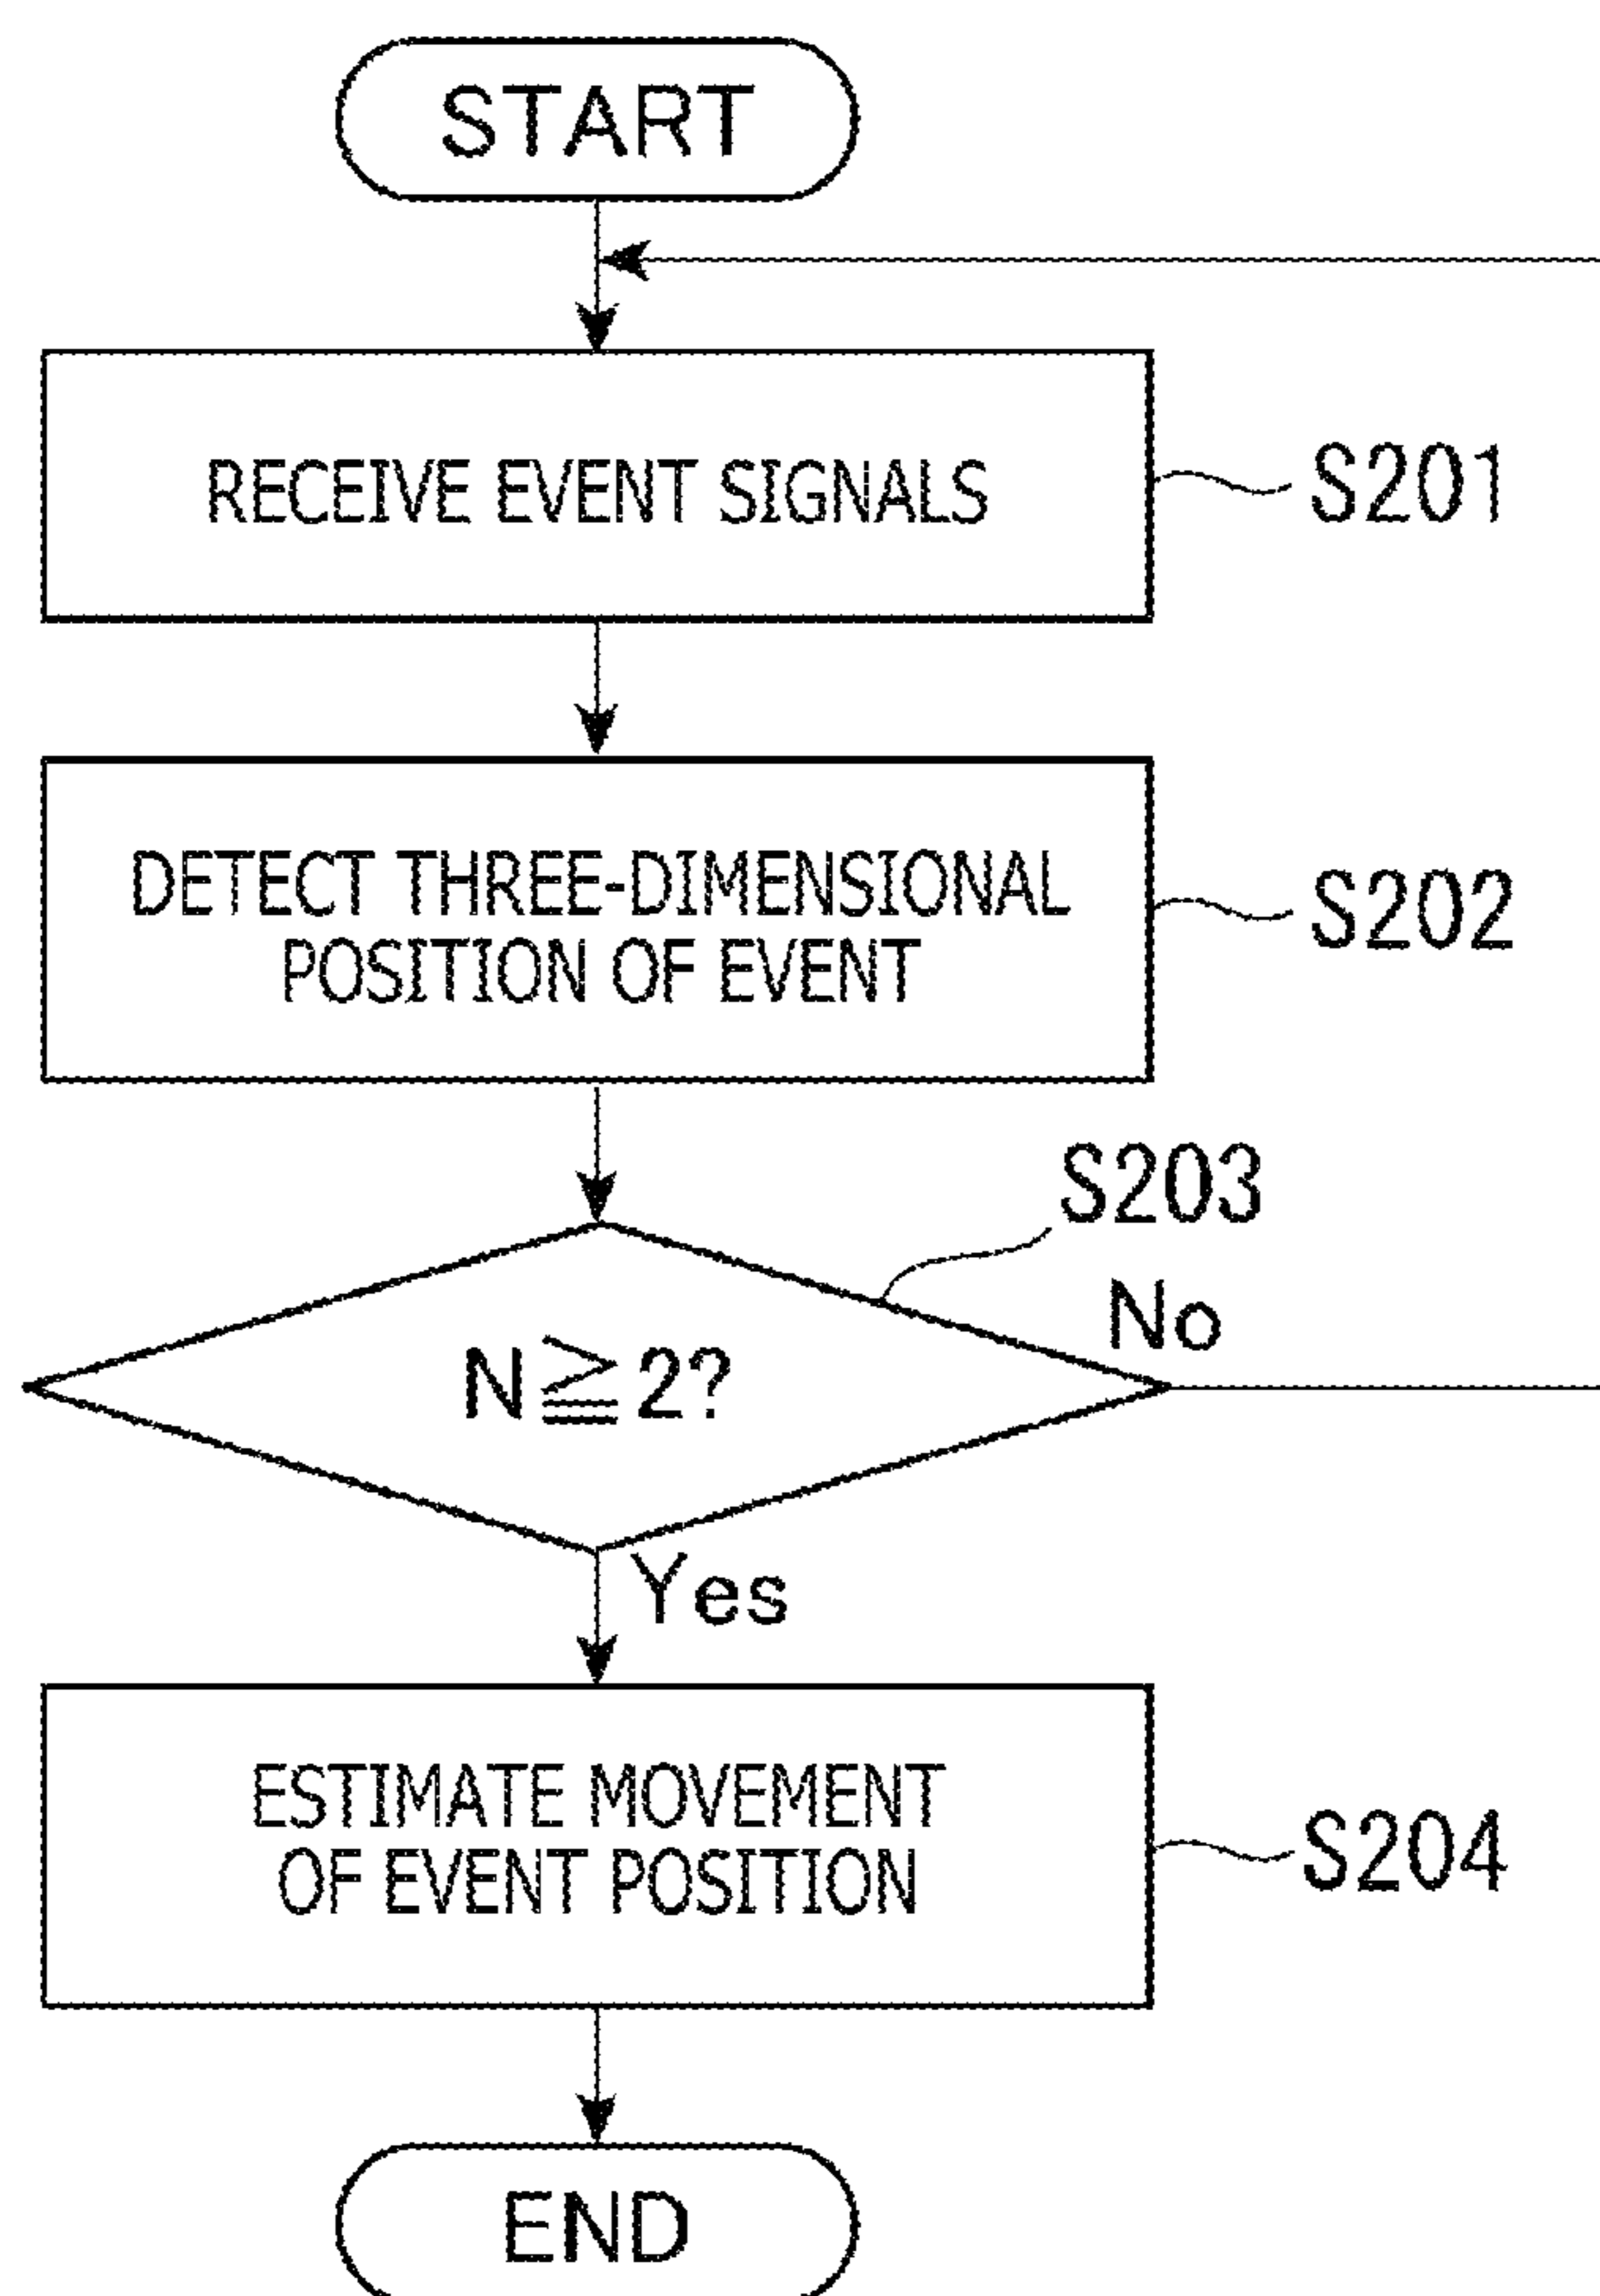 START
RECEIVE EVENT SIGNALS
S201
DETECT THREE-DIMENSIONAL
POSITION OF EVENT
S202
S203
N≧2?
No
Yes
ESTIMATE MOVEMENT
OF EVENT POSITION
S204
END